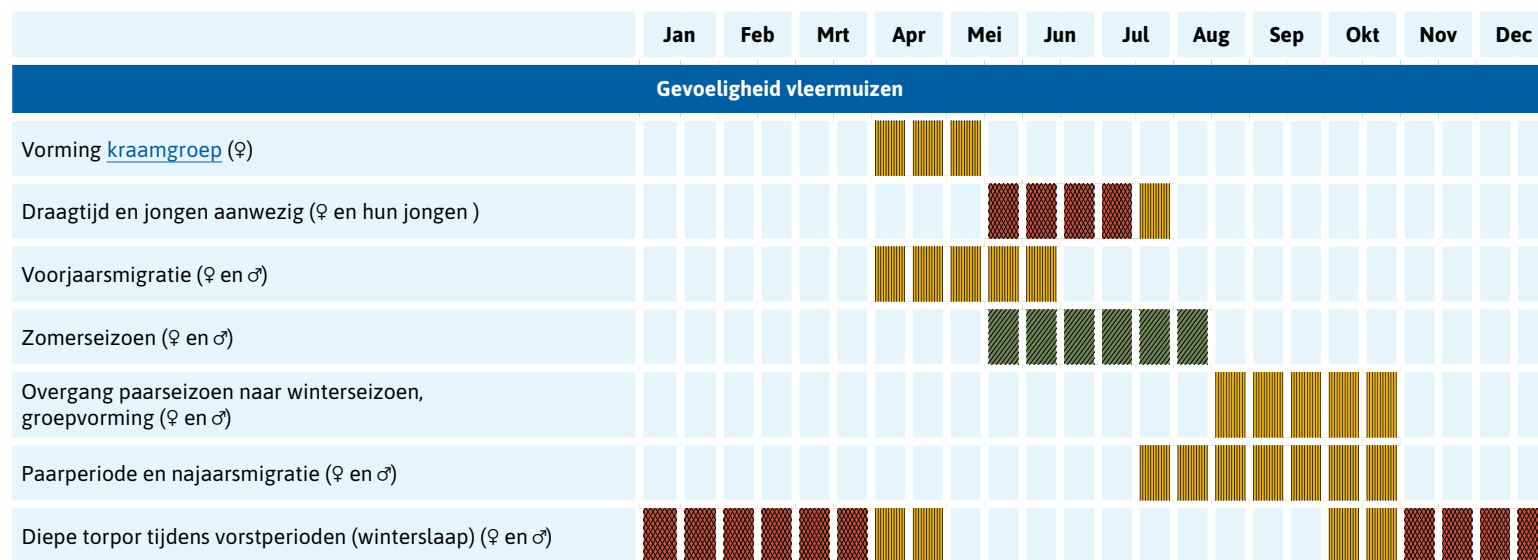 Jan Feb Mrt Apr Mei Jun Jul Aug Sep Okt Nov Dec
Gevoeligheid vleermuizen
Vorming kraamgroep (♀)
Draagtijd en jongen aanwezig (♀ en hun jongen )
Voorjaarsmigratie (♀ en ♂)
Zomerseizoen (♀ en ♂)
Overgang paarseizoen naar winterseizoen,
groepvorming (♀ en ♂)
Paarperiode en najaarsmigratie (♀ en ♂)
Diepe torpor tijdens vorstperioden (winterslaap) (♀ en ♂)